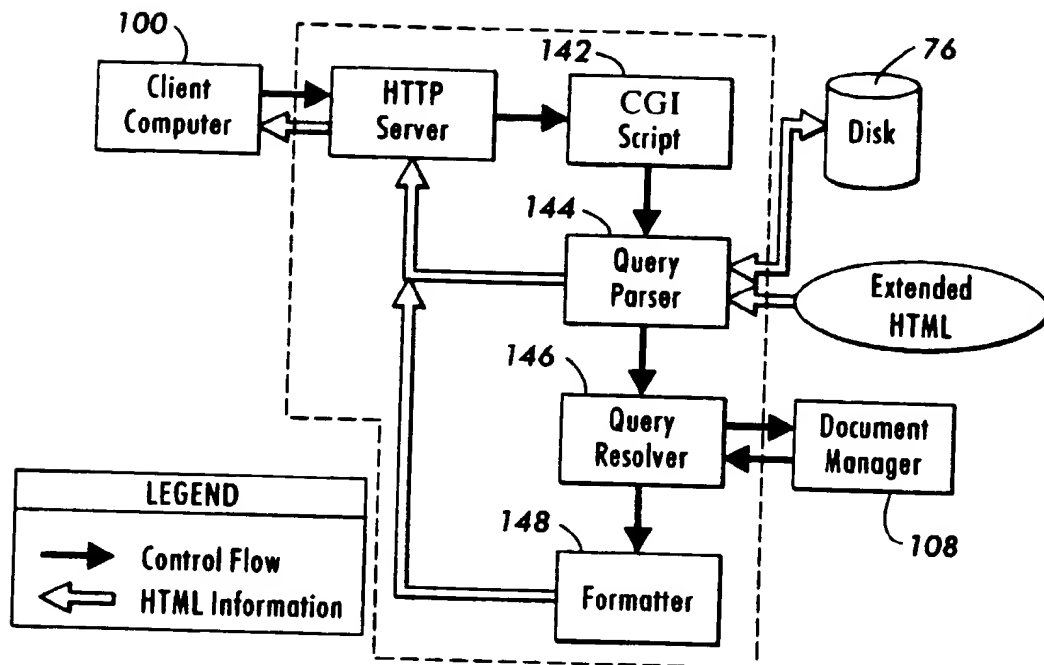 100
Client
Computer
HTTP
Server
142
CGI
Script
76
Disk
144
Query
Parser
Extended
HTML
146
Query
Resolver
Document
Manager
108
148
Formatter
LEGEND
Control Flow
HTML Information